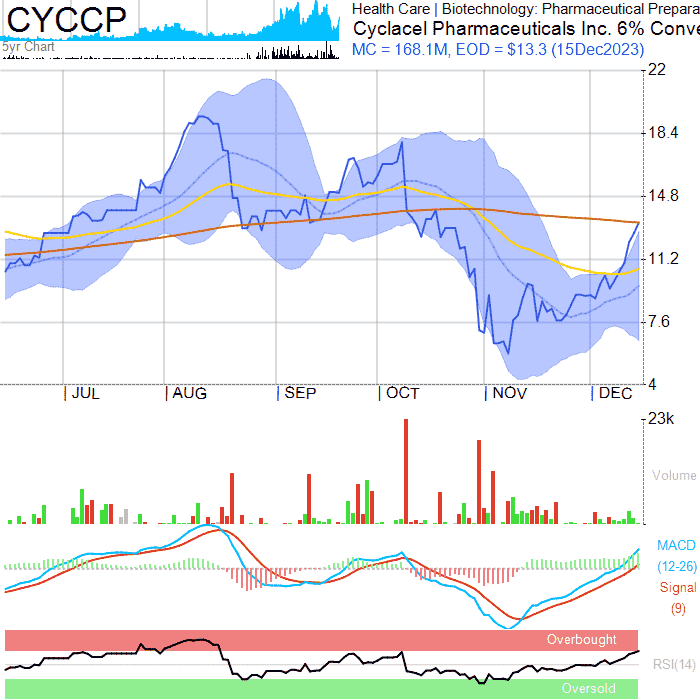 CYCCP
Health Care | Biotechnology: Pharmaceutical Prepara
Cyclacel Pharmaceuticals Inc. 6% Conve
MC = 168.1M, EOD = $13.3 (15Dec2023)
5yr Chart
22
18.4
14.8
11.2
7.6
4
JUL
AUG
SEP
OCT
NOV
DEC
23k
Volume
MACD
(12-26)
Signal
(9)
Overbought
RSI(14)
Oversold